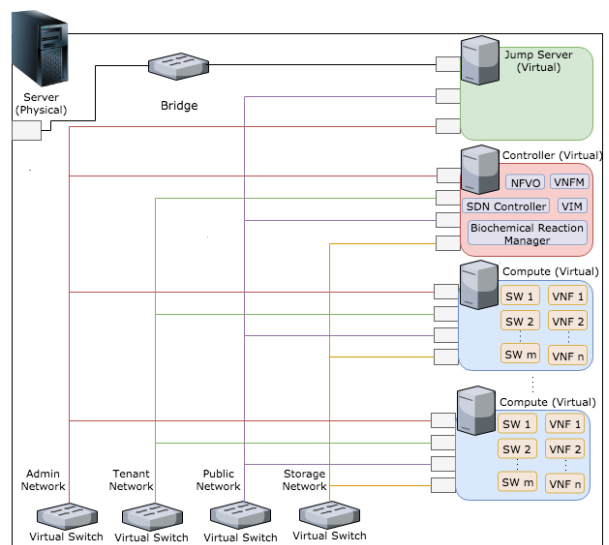 Server
(Physical)
Bridge
Jump Server
(Virtual)
Controller (Virtual)
NFVO
VNFM
SDN Controller
VIM
Biochemical Reaction
Manager
Compute (Virtual)
SW 1
VNF 1
SW 2
VNF 2
SW m
VNF n
Compute (Virtual)
SW 1
VNF 1
SW 2
VNF 2
SW m
VNF n
Admin
Network
Tenant
Network
Public
Network
Storage
Network
Virtual Switch
Virtual Switch
Virtual Switch
Virtual Switch